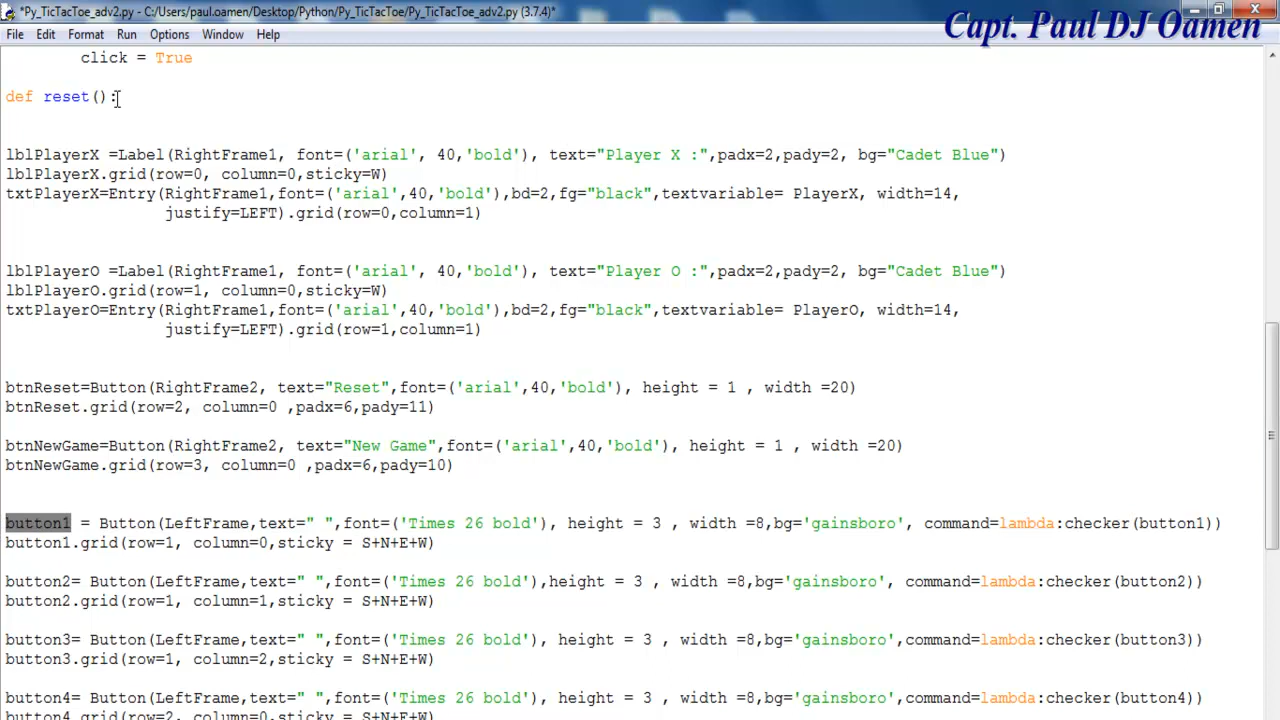 *Py_TicTacToe_adv2.py - C:/Users/paul.oamen/Desktop/Python/Py_TicTacToe/Py_TicTacToe_adv2.py (3.7.4)*
File Edit Format Run Options Window Help
Capt. Paul DJ Oamen
click = True
def reset():
lblPlayerX =Label(RightFrame1, font=('arial', 40,'bold'), text="Player X :",padx=2,pady=2, bg="Cadet Blue")
lblPlayerX.grid(row=0, column=0,sticky=W)
txtPlayerX=Entry(RightFrame1,font=('arial',40,'bold'),bd=2,fg="black",textvariable= PlayerX, width=14,
justify=LEFT).grid(row=0,column=1)
lblPlayerO =Label(RightFrame1, font=('arial', 40,'bold'), text="Player O :",padx=2,pady=2, bg="Cadet Blue")
lblPlayerO.grid(row=1, column=0,sticky=W)
txtPlayerO=Entry(RightFrame1,font=('arial',40,'bold'),bd=2,fg="black",textvariable= PlayerO, width=14,
justify=LEFT).grid(row=1,column=1)
btnReset=Button(RightFrame2, text="Reset",font=('arial',40,'bold'), height = 1 , width =20)
btnReset.grid(row=2, column=0 ,padx=6,pady=11)
btnNewGame=Button(RightFrame2, text="New Game",font=('arial',40,'bold'), height = 1 , width =20)
btnNewGame.grid(row=3, column=0 ,padx=6,pady=10)
button1 = Button(LeftFrame,text=" ",font=('Times 26 bold'), height = 3 , width =8,bg='gainsboro', command=lambda:checker(button1))
button1.grid(row=1, column=0,sticky = S+N+E+W)
button2= Button(LeftFrame,text=" ",font=('Times 26 bold'),height = 3 , width =8,bg='gainsboro', command=lambda:checker(button2))
button2.grid(row=1, column=1,sticky = S+N+E+W)
button3= Button(LeftFrame,text=" ",font=('Times 26 bold'), height = 3 , width =8,bg='gainsboro',command=lambda:checker(button3))
button3.grid(row=1, column=2,sticky = S+N+E+W)
button4= Button(LeftFrame,text=" ",font=('Times 26 bold'), height = 3 , width =8,bg='gainsboro',command=lambda:checker(button4))
button4.grid(row=2, column=0,sticky = S+N+E+W)